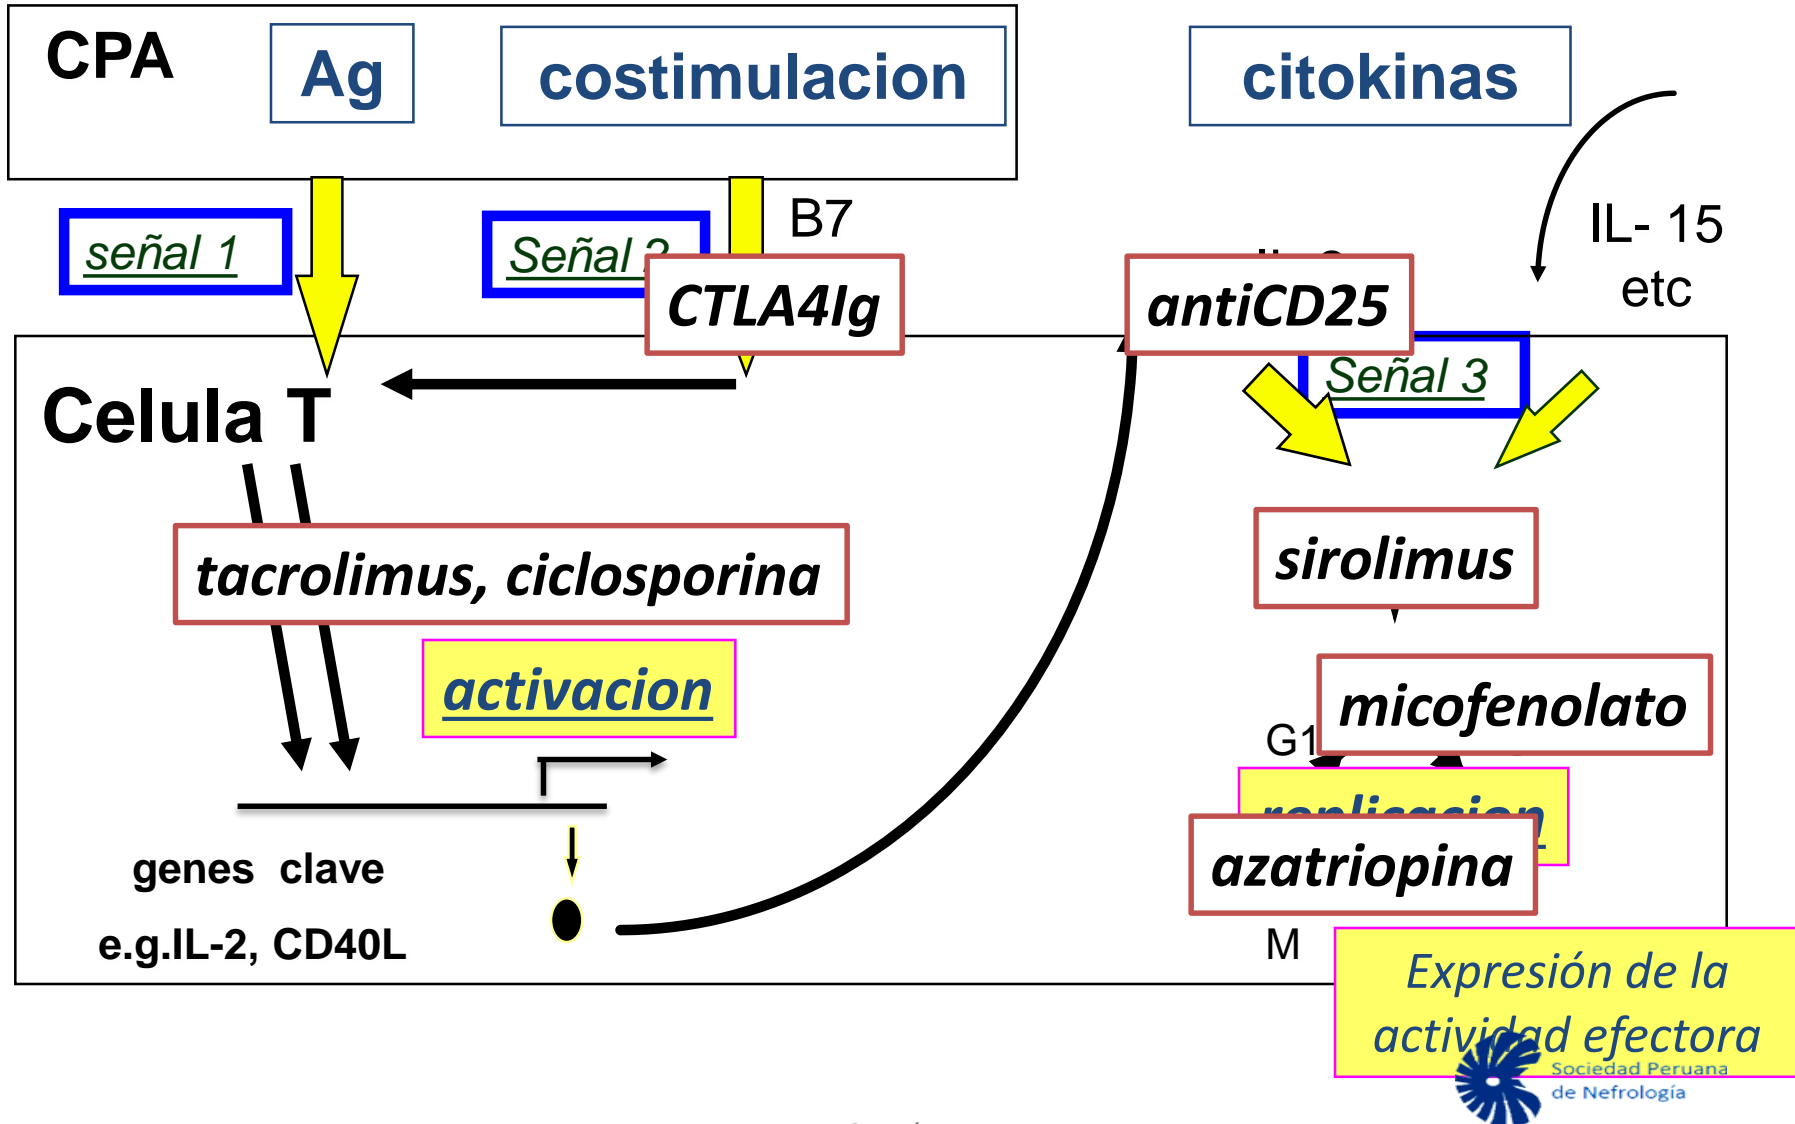 CPA
Ag
costimulacion
citokinas
señal 1
Señal 2
B7
IL- 15
etc
CTLA4Ig
antiCD25
Señal 3
Celula T
tacrolimus, ciclosporina
sirolimus
activacion
micofenolato
G1
replicacion
azatriopina
genes clave
e.g.IL-2, CD40L
M
Expresión de la
actividad efectora
Sociedad Peruana
de Nefrología